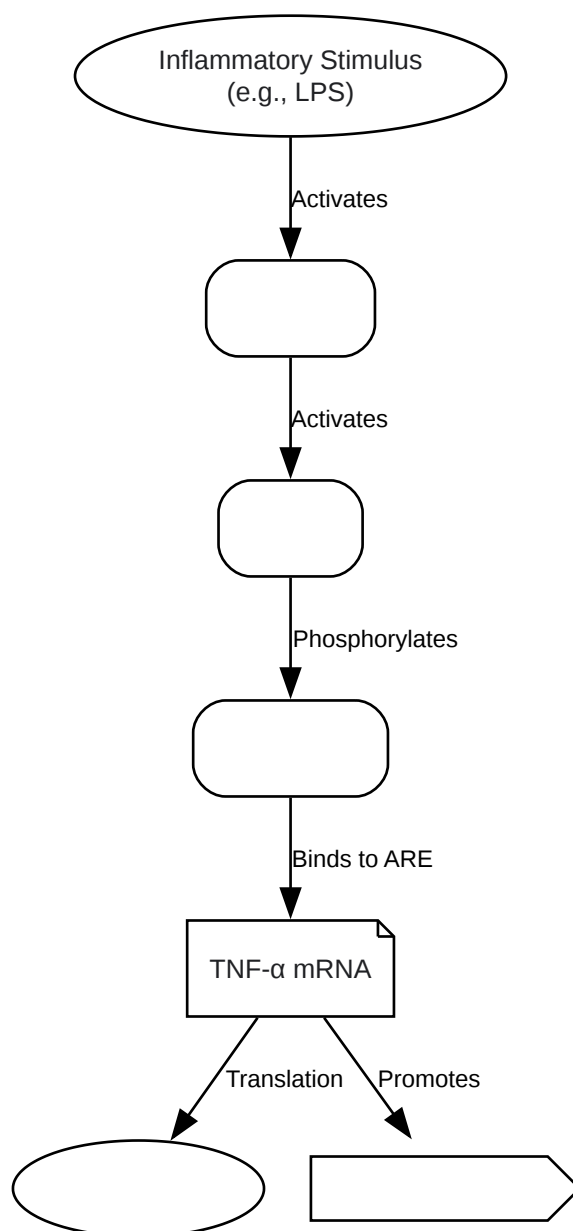 Inflammatory Stimulus
(e.g., LPS)
Activates
Activates
Phosphorylates
Binds to ARE
TNF-α mRNA
Translation
Promotes